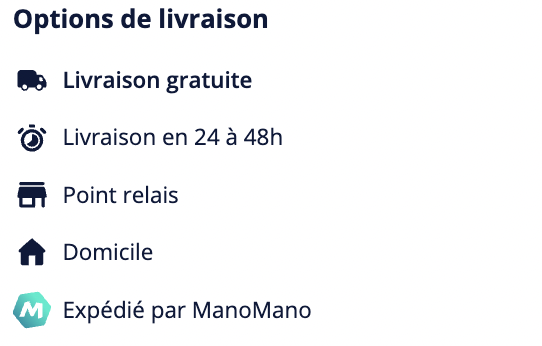 Options de livraison
Livraison gratuite
Livraison en 24 à 48h
Point relais
Domicile
M Expédié par ManoMano